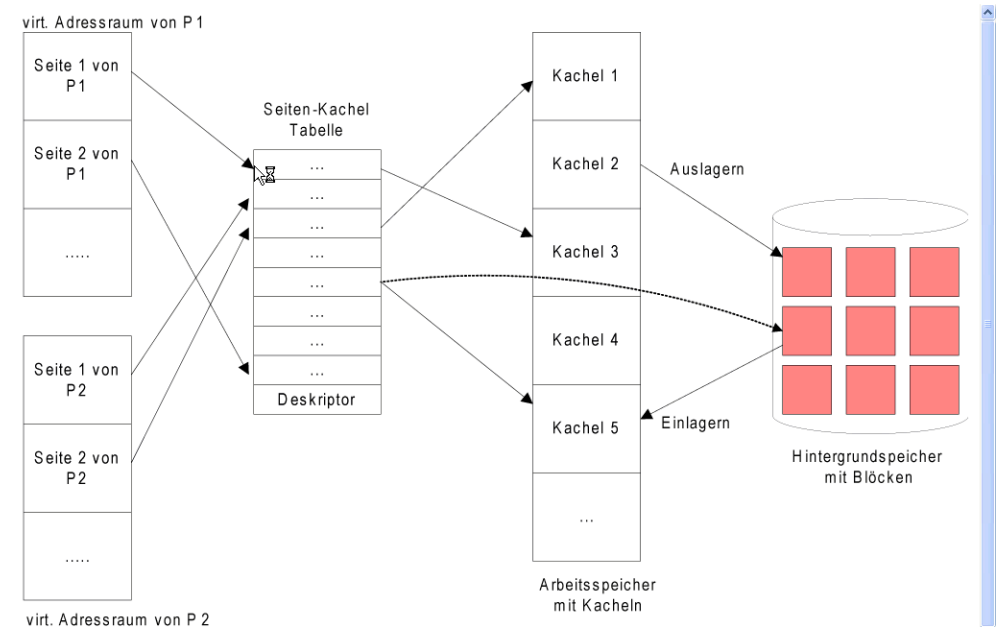 virt. Adressraum von P1
Seite 1 von
P1
Seite 2 von
P1
.....
Seite 1 von
P2
Seite 2 von
P2
.....
virt. Adressraum von P2
Seiten-Kachel
Tabelle
...
...
...
...
...
...
...
...
Deskriptor
Kachel 1
Kachel 2
Kachel 3
Kachel 4
Kachel 5
...
Arbeitsspeicher
mit Kacheln
Auslagern
Einlagern
Hintergrundspeicher
mit Blöcken